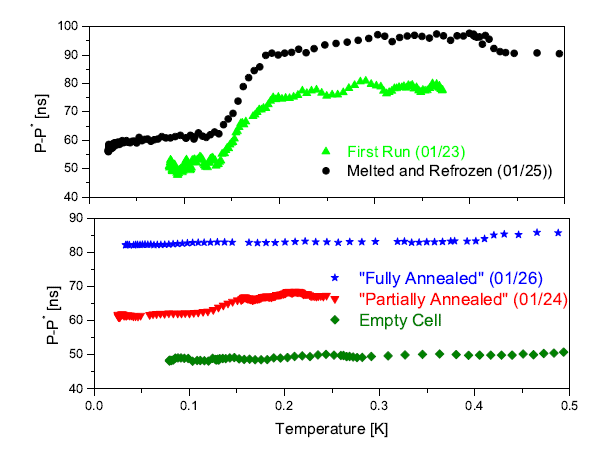 100
90
80
70
60
50
40
P-P* [ns]
First Run (01/23)
Melted and Refrozen (01/25))
90
80
70
60
50
40
P-P* [ns]
"Fully Annealed" (01/26)
"Partially Annealed" (01/24)
Empty Cell
0.0 0.1 0.2 0.3 0.4 0.5
Temperature [K]